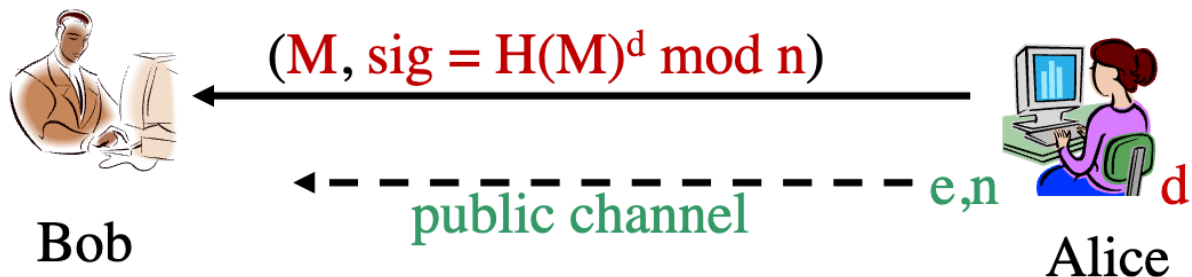 (M, sig = H(M)ᵈ mod n)
e,n
d
public channel
Bob
Alice